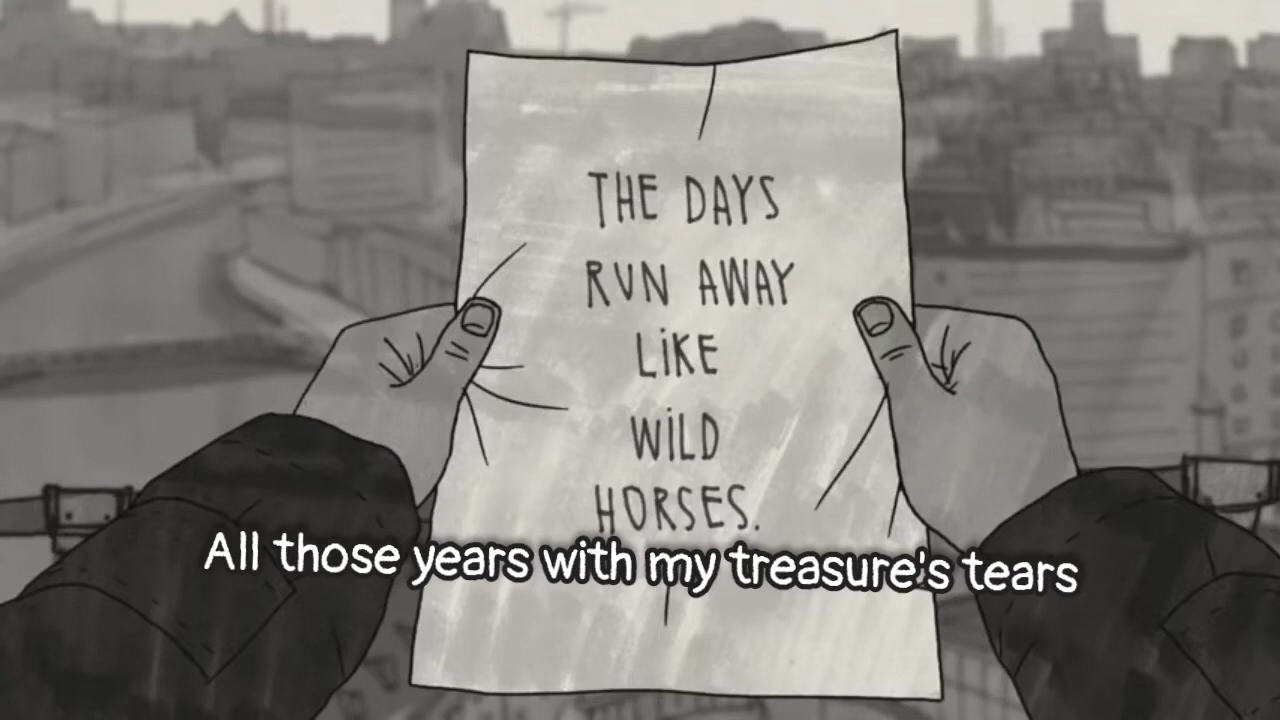 THE DAYS
RUN AWAY
LIKE
WILD
HORSES.
All those years with my treasure's tears